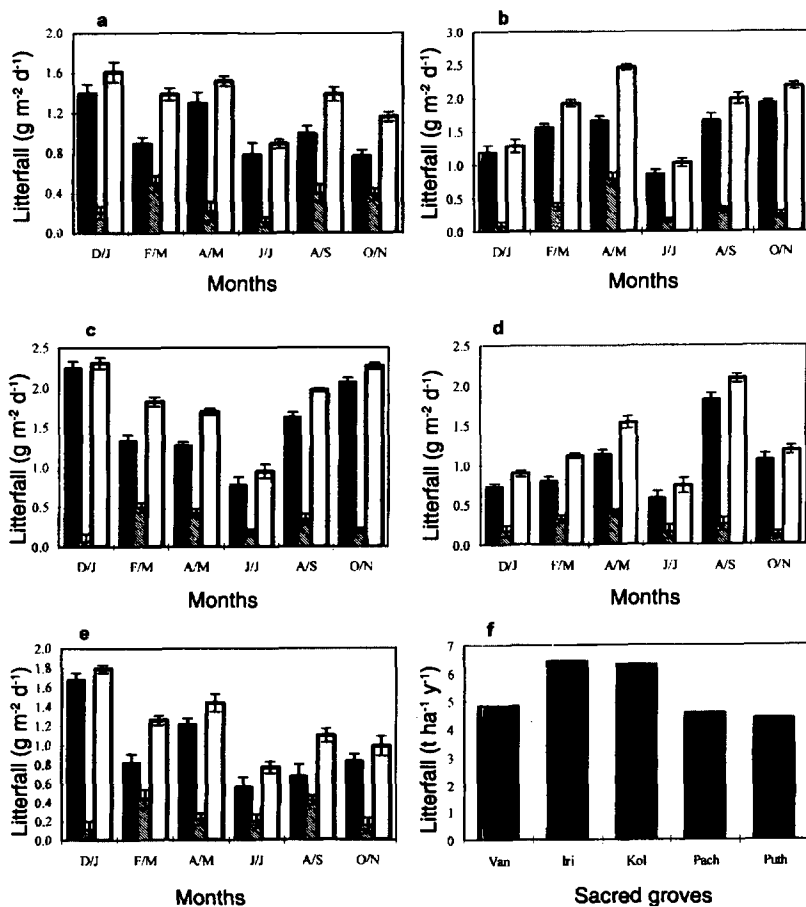 a
Litterfall (g m-2 d-1)
2.0
1.6
1.2
0.8
0.4
0.0
D/J F/M A/M J/J A/S O/N
Months
b
Litterfall (g m-2 d-1)
3.0
2.5
2.0
1.5
1.0
0.5
0.0
D/J F/M A/M J/J A/S O/N
Months
c
Litterfall (g m-2 d-1)
2.5
2.0
1.5
1.0
0.5
0.0
D/J F/M A/M J/J A/S O/N
Months
d
Litterfall (g m-2 d-1)
2.5
2.0
1.5
1.0
0.5
0.0
D/J F/M A/M J/J A/S O/N
Months
e
Litterfall (g m-2 d-1)
2.0
1.8
1.6
1.4
1.2
1.0
0.8
0.6
0.4
0.2
0.0
D/J F/M A/M J/J A/S O/N
Months
f
Litterfall (t ha-1 y-1)
7
6
5
4
3
2
1
0
Van Iri Kol Pach Puth
Sacred groves